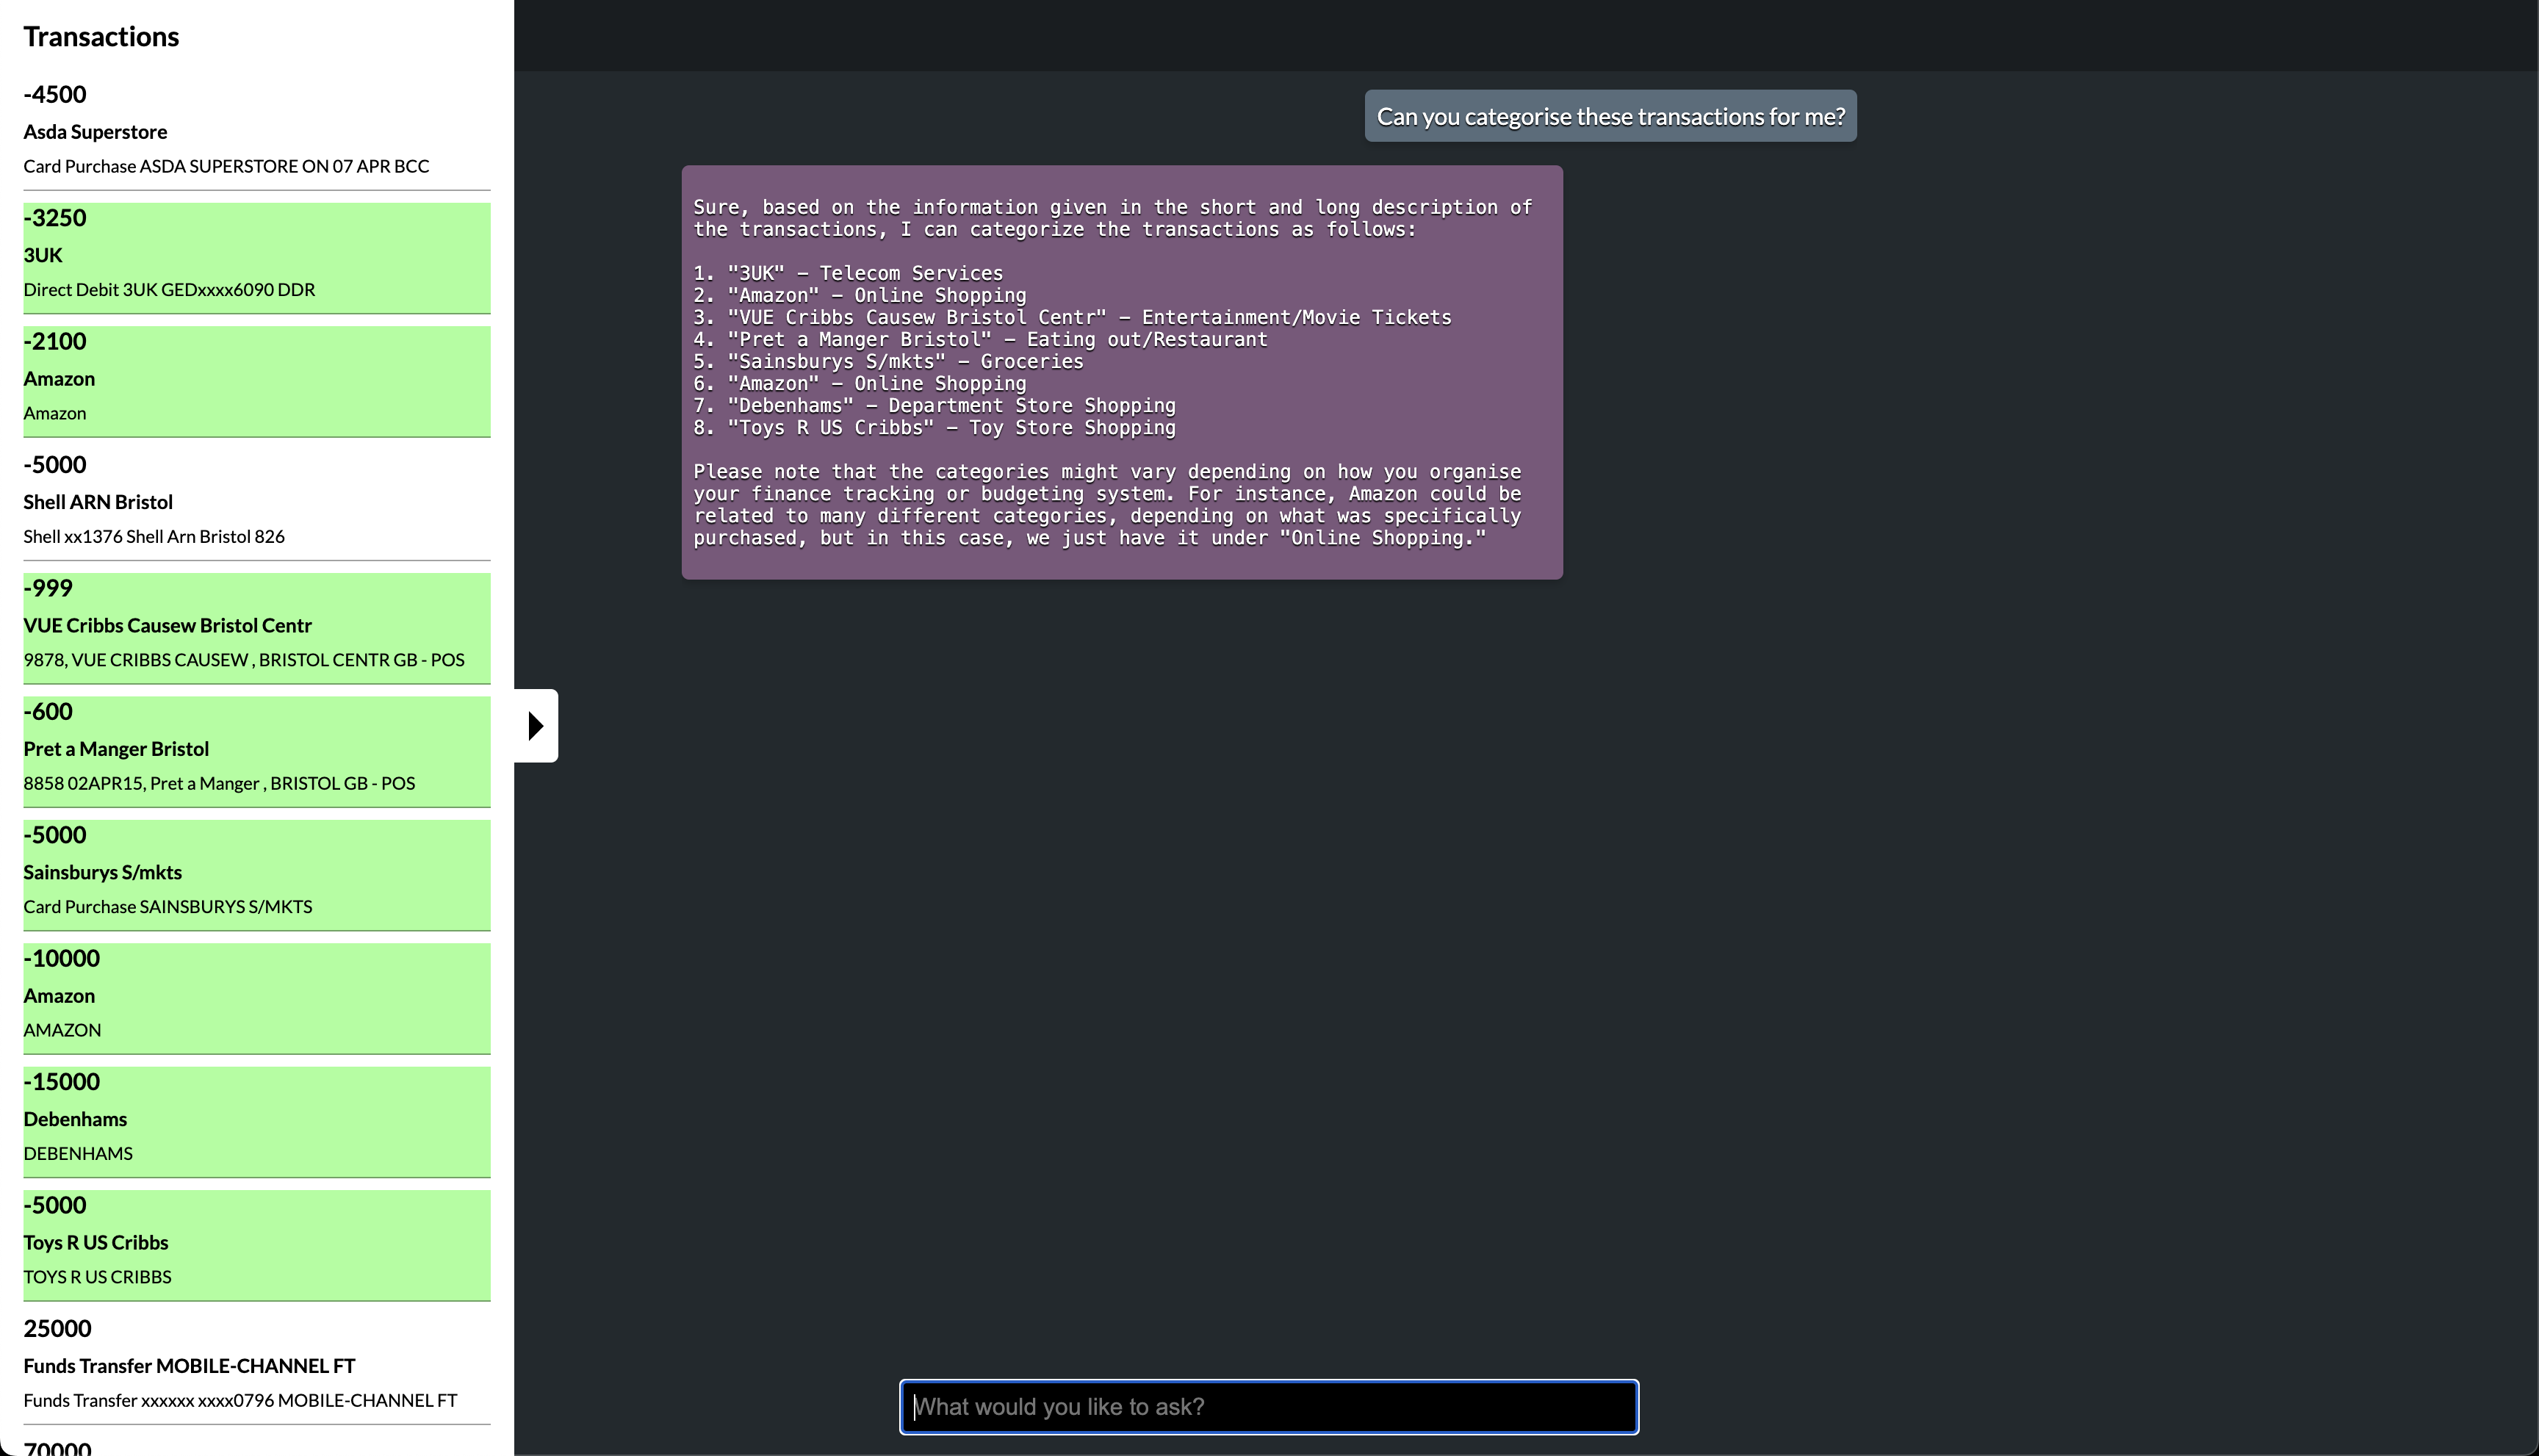 Transactions
-4500
Asda Superstore
Card Purchase ASDA SUPERSTORE ON 07 APR BCC
-3250
3UK
Direct Debit 3UK GEDxxxx6090 DDR
-2100
Amazon
Amazon
-5000
Shell ARN Bristol
Shell xx1376 Shell Arn Bristol 826
-999
VUE Cribbs Causew Bristol Centr
9878, VUE CRIBBS CAUSEW , BRISTOL CENTR GB - POS
-600
Pret a Manger Bristol
8858 02APR15, Pret a Manger , BRISTOL GB - POS
-5000
Sainsburys S/mkts
Card Purchase SAINSBURYS S/MKTS
-10000
Amazon
AMAZON
-15000
Debenhams
DEBENHAMS
-5000
Toys R US Cribbs
TOYS R US CRIBBS
25000
Funds Transfer MOBILE-CHANNEL FT
Funds Transfer xxxxxx xxxx0796 MOBILE-CHANNEL FT
70000
Can you categorise these transactions for me?
Sure, based on the information given in the short and long description of
the transactions, I can categorize the transactions as follows:
1. "3UK" – Telecom Services
2. "Amazon" – Online Shopping
3. "VUE Cribbs Causew Bristol Centr" – Entertainment/Movie Tickets
4. "Pret a Manger Bristol" – Eating out/Restaurant
5. "Sainsburys S/mkts" – Groceries
6. "Amazon" – Online Shopping
7. "Debenhams" – Department Store Shopping
8. "Toys R US Cribbs" – Toy Store Shopping
Please note that the categories might vary depending on how you organise
your finance tracking or budgeting system. For instance, Amazon could be
related to many different categories, depending on what was specifically
purchased, but in this case, we just have it under "Online Shopping."
What would you like to ask?